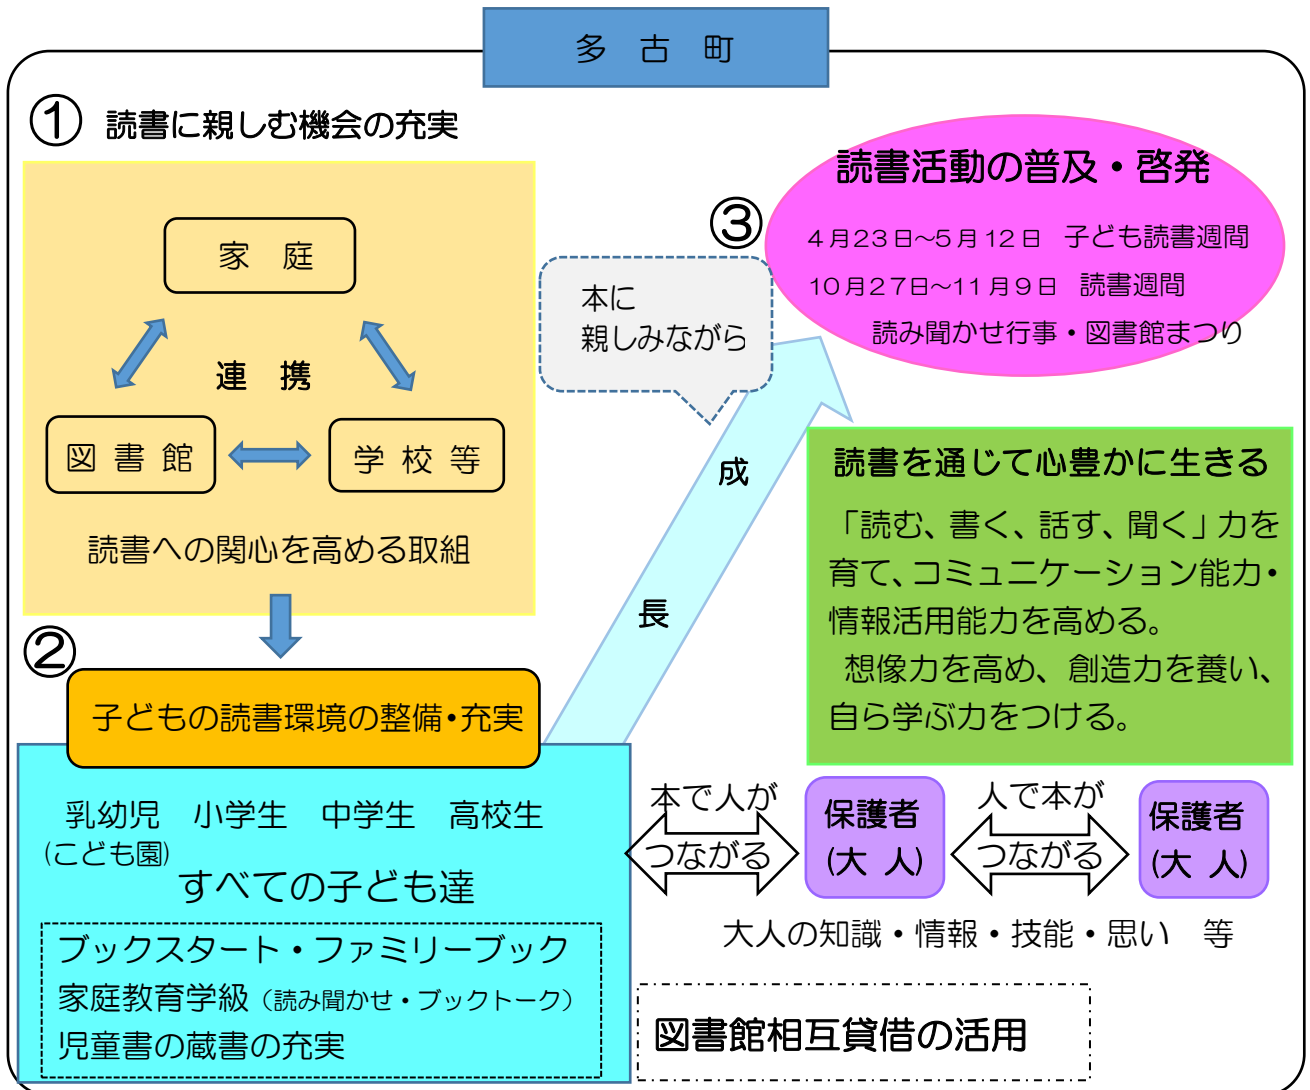 多 古 町
① 読書に親しむ機会の充実
家 庭
連 携
図 書 館
学 校 等
読書への関心を高める取組
②
子どもの読書環境の整備・充実
乳幼児 小学生 中学生 高校生
(こども園)
すべての子ども達
ブックスタート・ファミリーブック
家庭教育学級(読み聞かせ・ブックトーク)
児童書の蔵書の充実
本に
親しみながら
成
長
③
読書活動の普及・啓発
4月23日~5月12日 子ども読書週間
10月27日~11月9日 読書週間
読み聞かせ行事・図書館まつり
読書を通じて心豊かに生きる
「読む、書く、話す、聞く」力を
育て、コミュニケーション能力・
情報活用能力を高める。
想像力を高め、創造力を養い、
自ら学ぶ力をつける。
本で人が
つながる
保護者
(大 人)
人で本が
つながる
保護者
(大 人)
大人の知識・情報・技能・思い 等
図書館相互貸借の活用